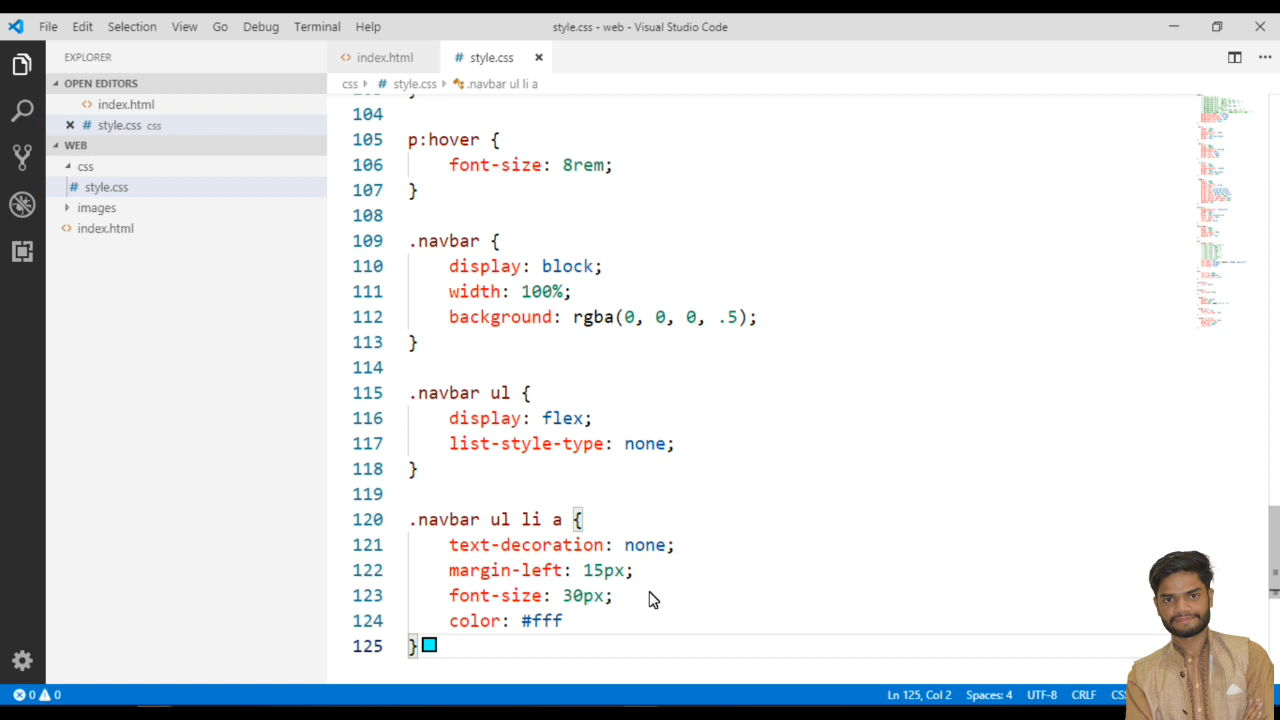 File Edit Selection View Go Debug Terminal Help
style.css - web - Visual Studio Code
EXPLORER
OPEN EDITORS
index.html
style.css css
WEB
css
style.css
images
index.html
index.html
style.css
css style.css .navbar ul li a
104
105 p:hover {
106 font-size: 8rem;
107 }
108
109 .navbar {
110 display: block;
111 width: 100%;
112 background: rgba(0, 0, 0, .5);
113 }
114
115 .navbar ul {
116 display: flex;
117 list-style-type: none;
118 }
119
120 .navbar ul li a {
121 text-decoration: none;
122 margin-left: 15px;
123 font-size: 30px;
124 color: #fff
125 }
0 0
Ln 125, Col 2 Spaces: 4 UTF-8 CRLF